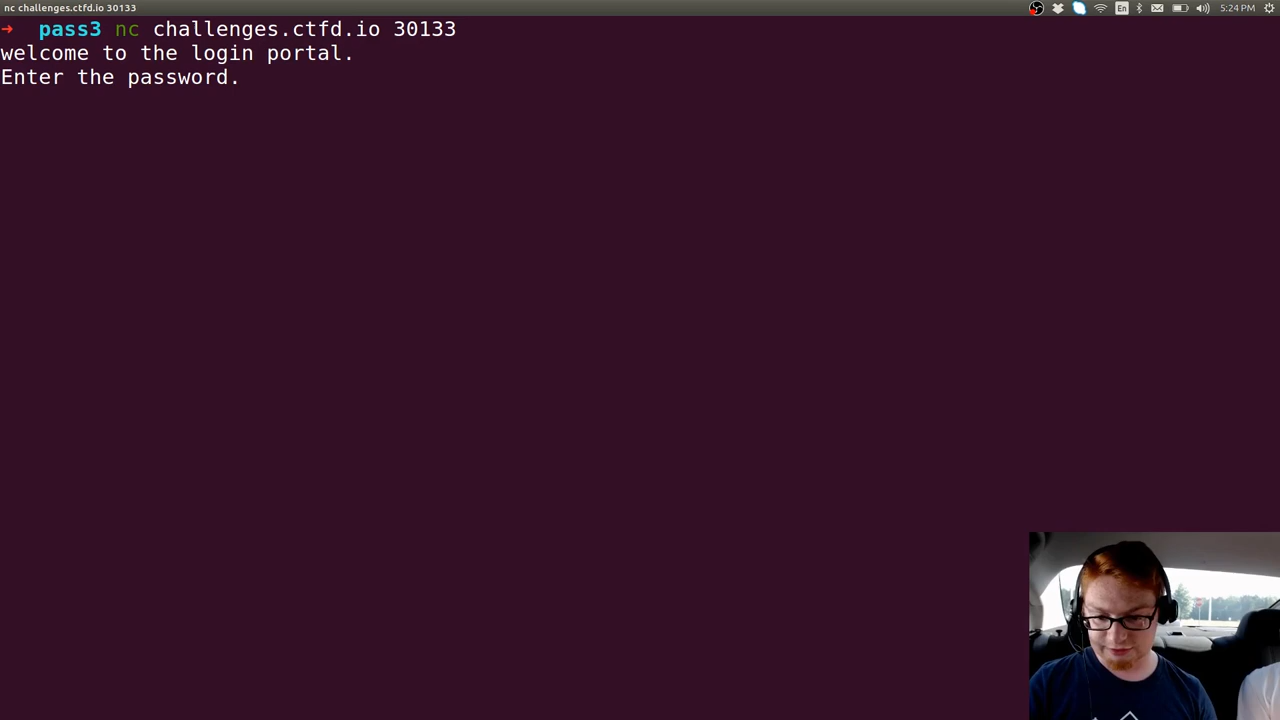 nc challenges.ctfd.io 30133
En
5:24 PM
➜ pass3 nc challenges.ctfd.io 30133
welcome to the login portal.
Enter the password.